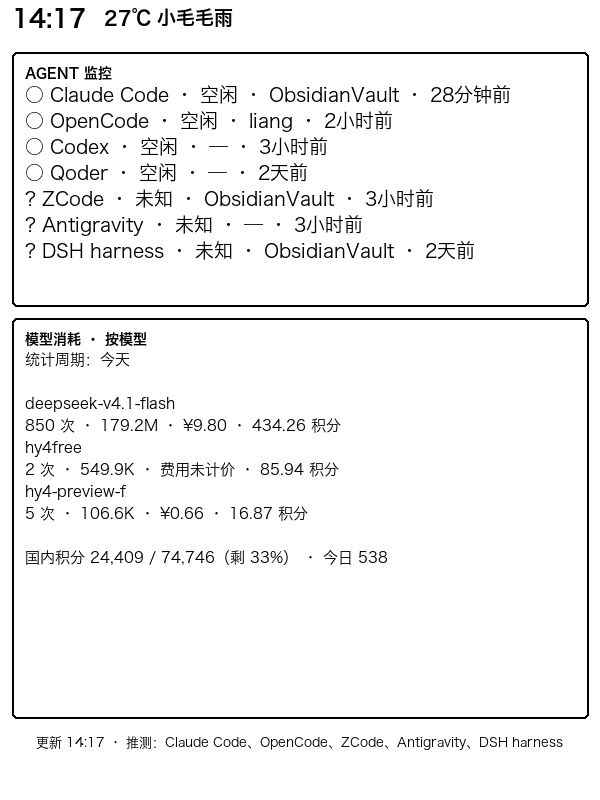 14:17 27°C 小毛毛雨
AGENT 监控
○ Claude Code · 空闲 · ObsidianVault · 28分钟前
○ OpenCode · 空闲 · liang · 2小时前
○ Codex · 空闲 · — · 3小时前
○ Qoder · 空闲 · — · 2天前
? ZCode · 未知 · ObsidianVault · 3小时前
? Antigravity · 未知 · — · 3小时前
? DSH harness · 未知 · ObsidianVault · 2天前
模型消耗 · 按模型
统计周期：今天
deepseek-v4.1-flash
850 次 · 179.2M · ¥9.80 · 434.26 积分
hy4free
2 次 · 549.9K · 费用未计价 · 85.94 积分
hy4-preview-f
5 次 · 106.6K · ¥0.66 · 16.87 积分
国内积分 24,409 / 74,746（剩 33%） · 今日 538
更新 14:17 · 推测：Claude Code、OpenCode、ZCode、Antigravity、DSH harness